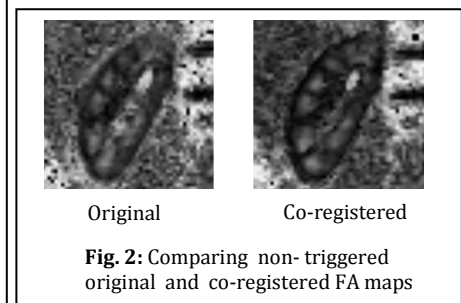 Original Co-registered
Fig. 2: Comparing non- triggered
original and co-registered FA maps